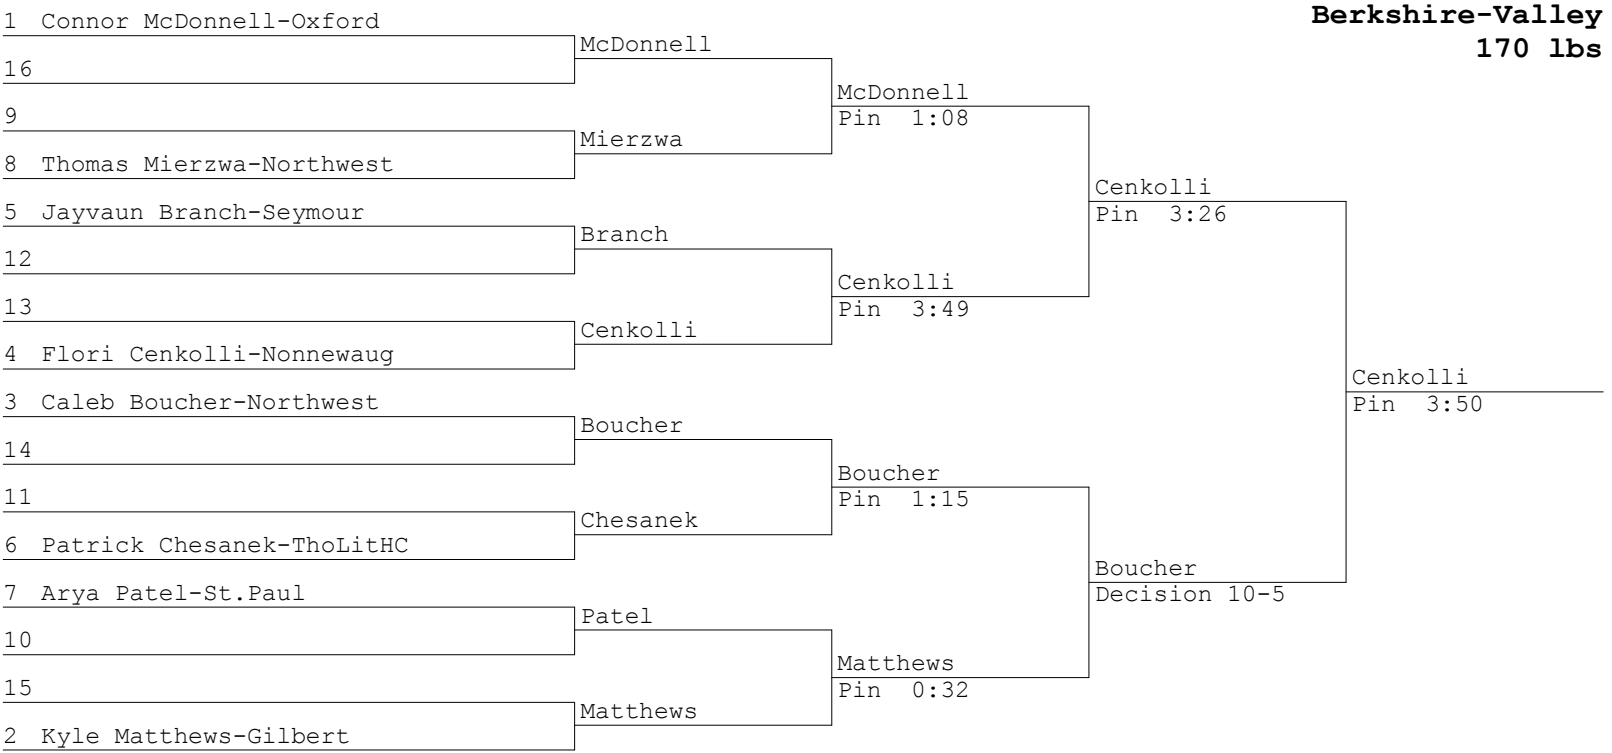 Berkshire-Valley
170 lbs
1 Connor McDonnell-Oxford
16
9
8 Thomas Mierzwa-Northwest
5 Jayvaun Branch-Seymour
12
13
4 Flori Cenkolli-Nonnewaug
3 Caleb Boucher-Northwest
14
11
6 Patrick Chesanek-ThoLitHC
7 Arya Patel-St.Paul
10
15
2 Kyle Matthews-Gilbert
McDonnell
Mierzwa
Branch
Cenkolli
Boucher
Chesanek
Patel
Matthews
McDonnell
Pin 1:08
Cenkolli
Pin 3:49
Boucher
Pin 1:15
Matthews
Pin 0:32
Cenkolli
Pin 3:26
Boucher
Decision 10-5
Cenkolli
Pin 3:50